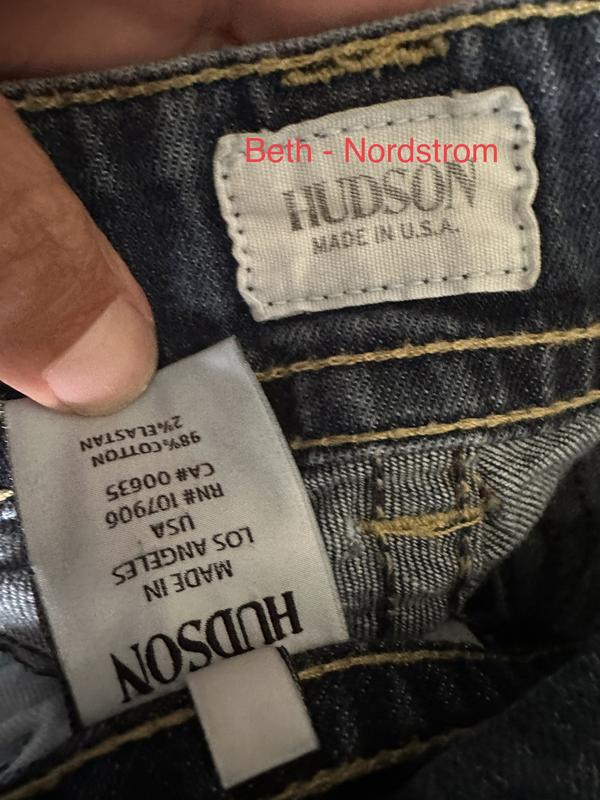 Beth - Nordstrom
HUDSON
MADE IN U.S.A.
HUDSON
MADE IN
LOS ANGELES
USA
RN# 107906
CA# 00635
98% COTTON
2% ELASTAN